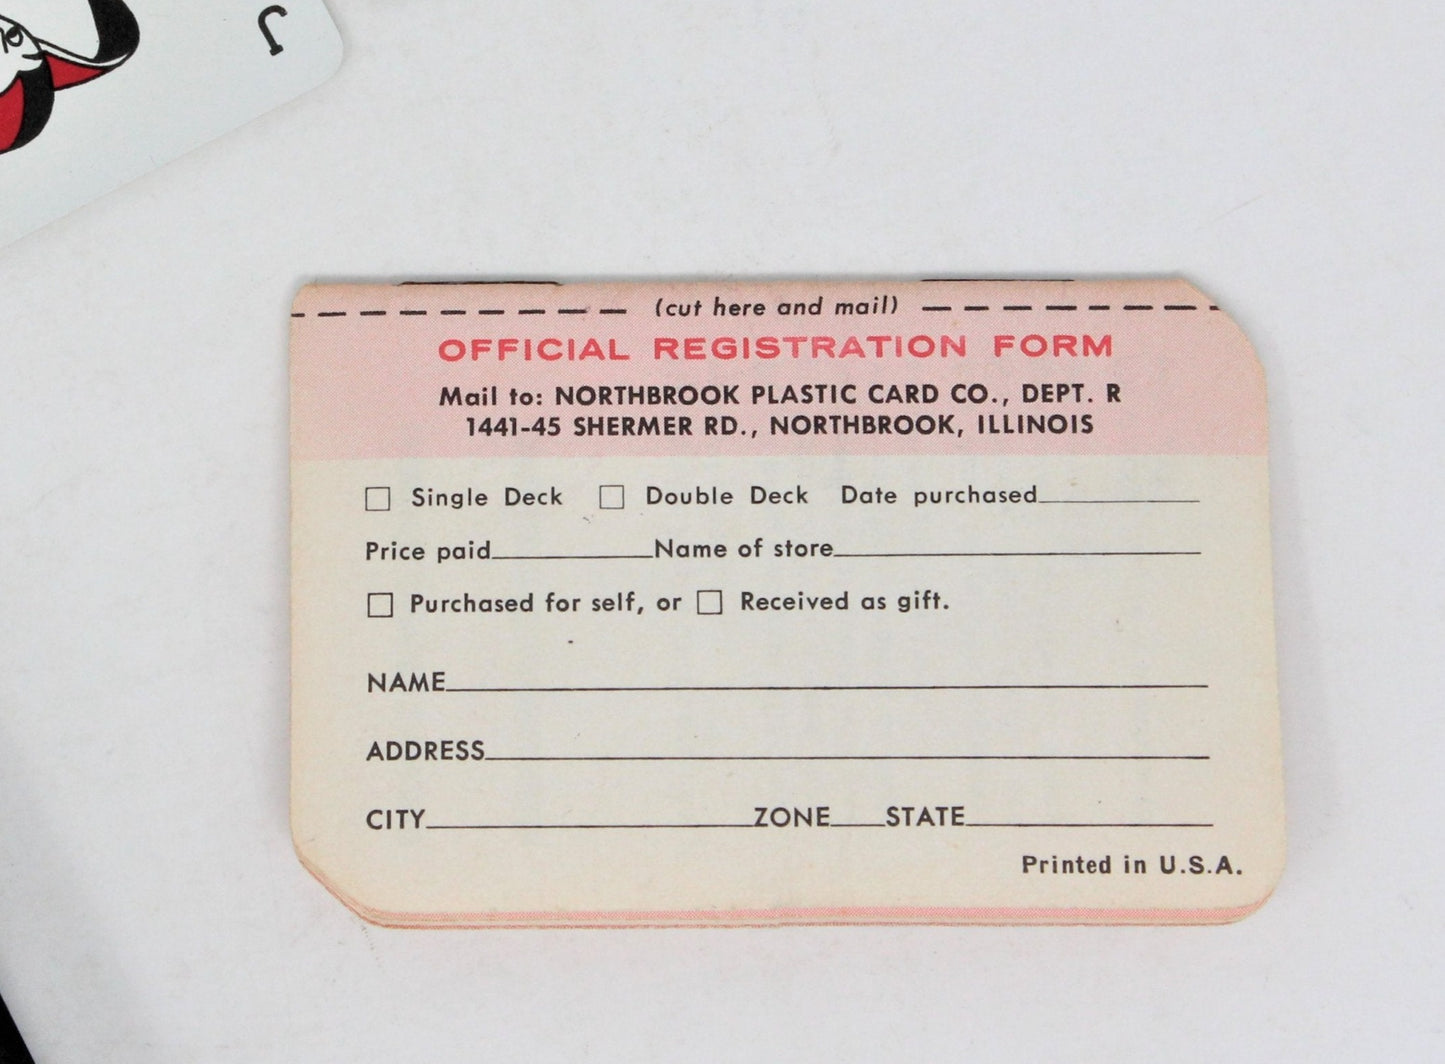 J
(cut here and mail)
OFFICIAL REGISTRATION FORM
Mail to: NORTHBROOK PLASTIC CARD CO., DEPT. R
1441-45 SHERMER RD., NORTHBROOK, ILLINOIS
Single Deck Double Deck Date purchased
Price paid Name of store
Purchased for self, or Received as gift.
NAME
ADDRESS
CITY ZONE STATE
Printed in U.S.A.